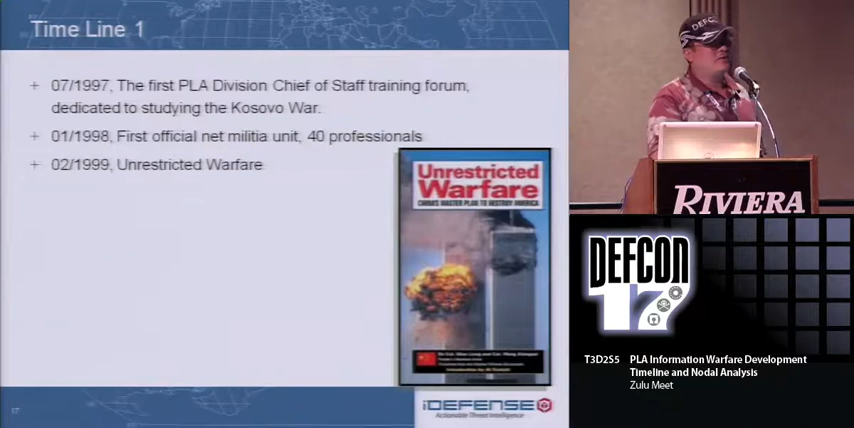 Time Line 1
+ 07/1997, The first PLA Division Chief of Staff training forum,
dedicated to studying the Kosovo War.
+ 01/1998, First official net militia unit, 40 professionals
+ 02/1999, Unrestricted Warfare
Unrestricted
Warfare
CHINA'S MASTER PLAN TO DESTROY AMERICA
17
iDEFENSE
Actionable Threat Intelligence
DEFCON
RIVIERA
DEFCON
17
T3D2S5 PLA Information Warfare Development
Timeline and Nodal Analysis
Zulu Meet